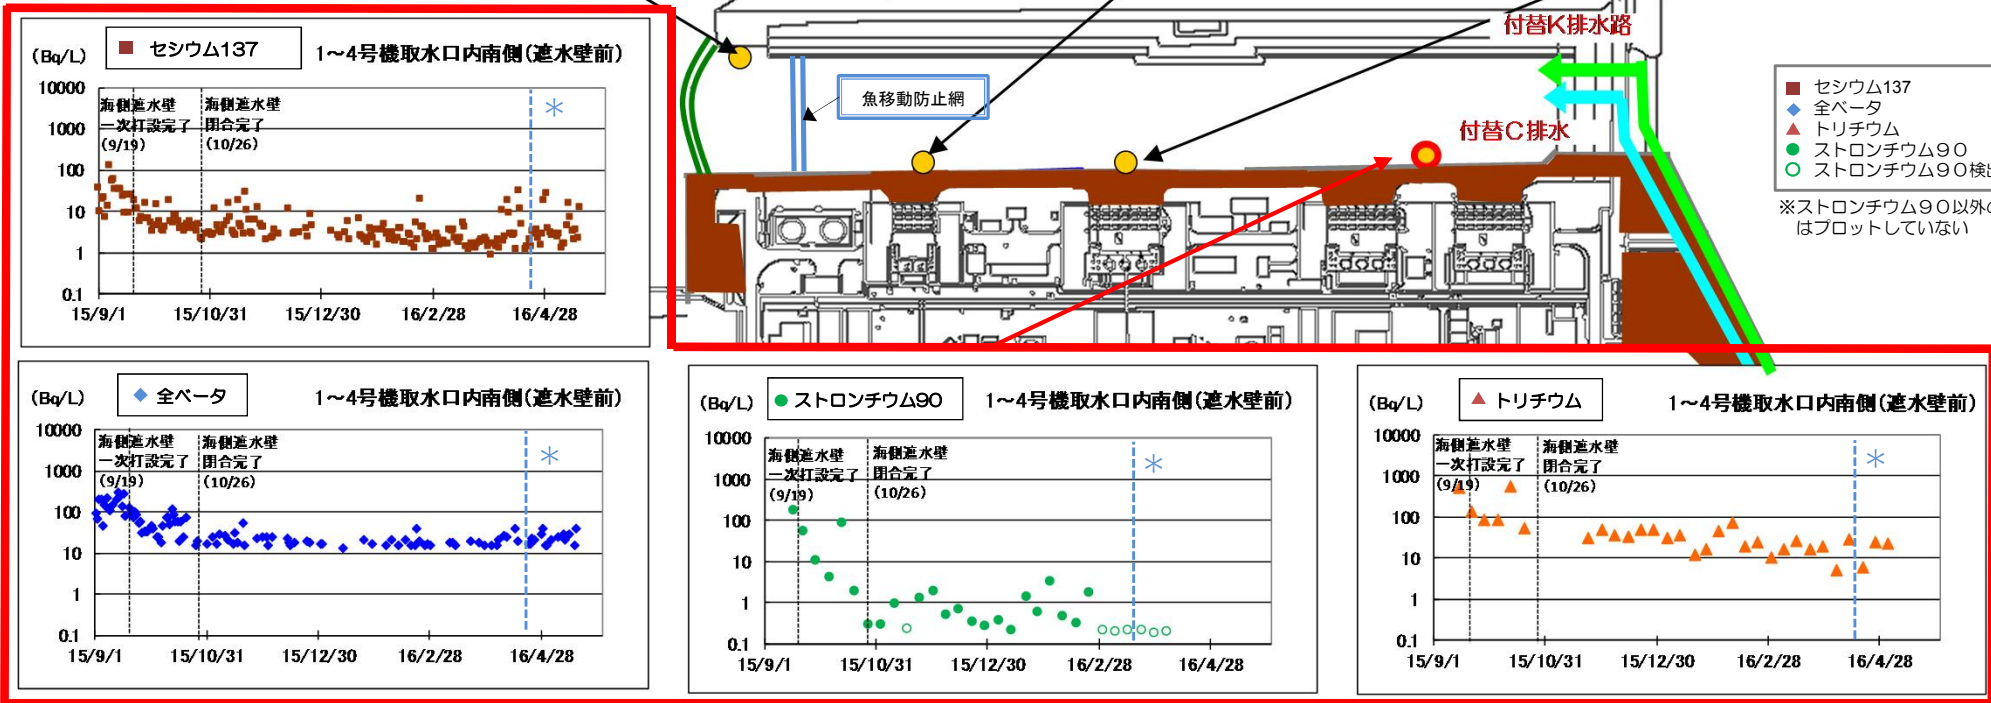 (Bq/L)
セシウム137
1～4号機取水口内南側(遮水壁前)
10000
1000
100
10
1
0.1
海側遮水壁
一次打設完了
(9/19)
海側遮水壁
閉合完了
(10/26)
＊
15/9/1
15/10/31
15/12/30
16/2/28
16/4/28
魚移動防止網
付替K排水路
付替C排水
セシウム137
全ベータ
トリチウム
ストロンチウム90
ストロンチウム90検出
※ストロンチウム90以外の
はプロットしていない
(Bq/L)
全ベータ
1～4号機取水口内南側(遮水壁前)
10000
1000
100
10
1
0.1
海側遮水壁
一次打設完了
(9/19)
海側遮水壁
閉合完了
(10/26)
＊
15/9/1
15/10/31
15/12/30
16/2/28
16/4/28
(Bq/L)
ストロンチウム90
1～4号機取水口内南側(遮水壁前)
10000
1000
100
10
1
0.1
海側遮水壁
一次打設完了
(9/19)
海側遮水壁
閉合完了
(10/26)
＊
15/9/1
15/10/31
15/12/30
16/2/28
16/4/28
(Bq/L)
トリチウム
1～4号機取水口内南側(遮水壁前)
10000
1000
100
10
1
0.1
海側遮水壁
一次打設完了
(9/19)
海側遮水壁
閉合完了
(10/26)
＊
15/9/1
15/10/31
15/12/30
16/2/28
16/4/28